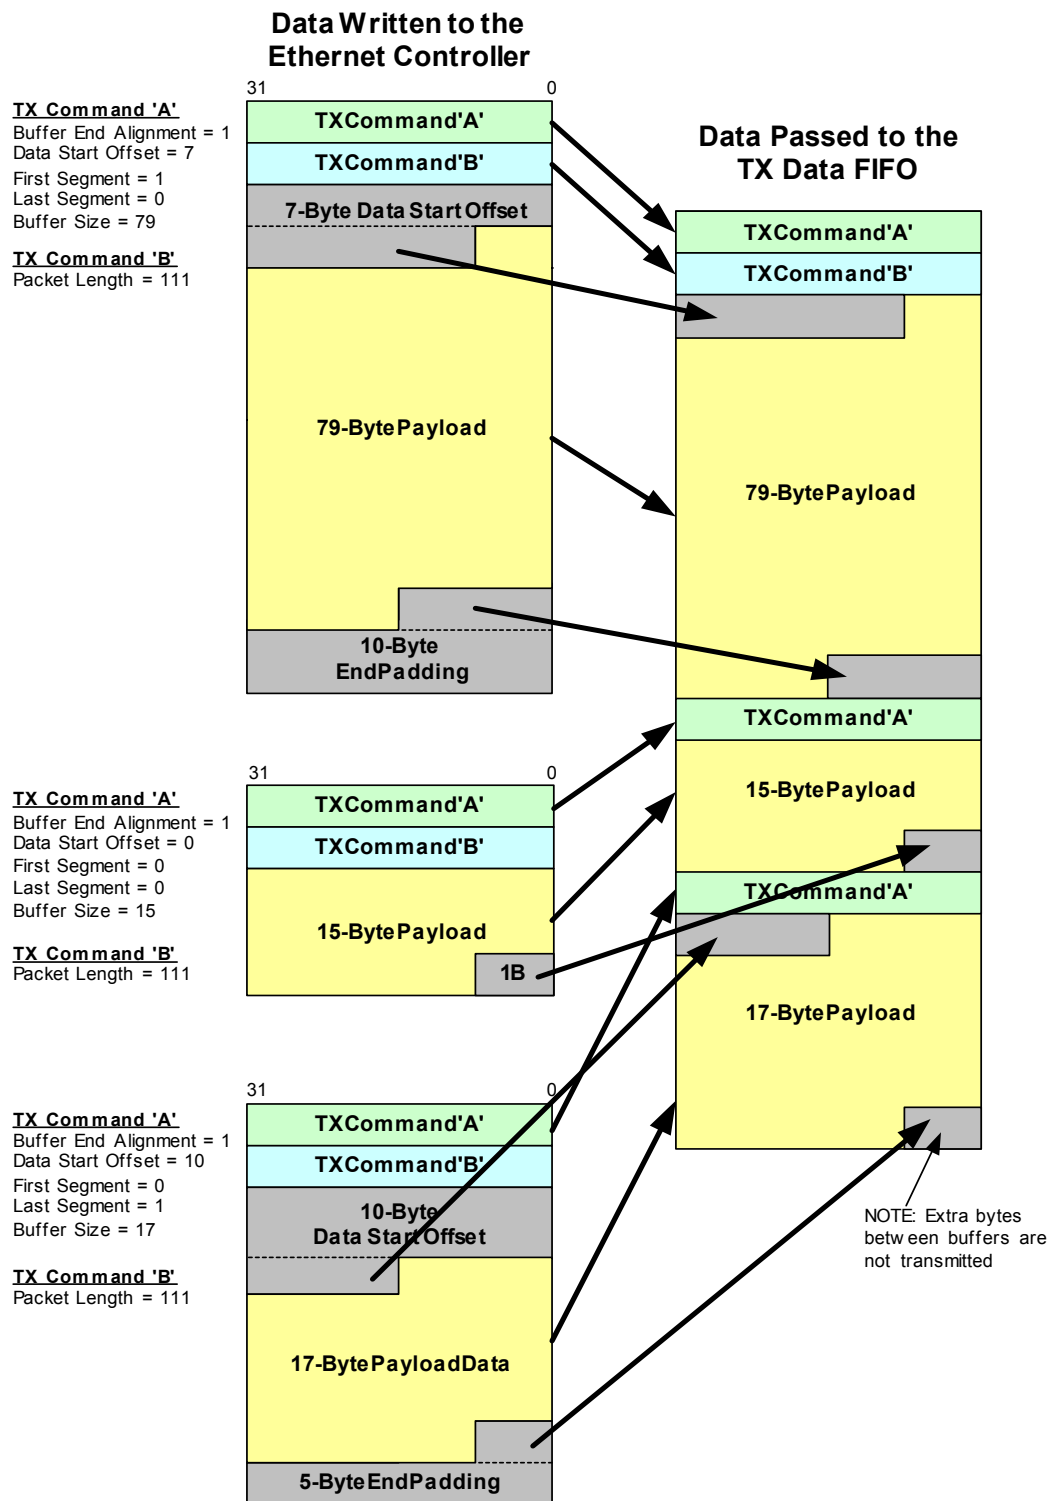 Data Written to the
Ethernet Controller
31 0
TX Command 'A'
Buffer End Alignment = 1
Data Start Offset = 7
First Segment = 1
Last Segment = 0
Buffer Size = 79
TX Command 'B'
Packet Length = 111
TXCommand'A'
TXCommand'B'
7-Byte Data Start Offset
79-Byte Payload
10-Byte
End Padding
Data Passed to the
TX Data FIFO
TXCommand'A'
TXCommand'B'
79-Byte Payload
TXCommand'A'
15-Byte Payload
TXCommand'A'
17-Byte Payload
NOTE: Extra bytes
between buffers are
not transmitted
31 0
TX Command 'A'
Buffer End Alignment = 1
Data Start Offset = 0
First Segment = 0
Last Segment = 0
Buffer Size = 15
TX Command 'B'
Packet Length = 111
TXCommand'A'
TXCommand'B'
15-Byte Payload
1B
31 0
TX Command 'A'
Buffer End Alignment = 1
Data Start Offset = 10
First Segment = 0
Last Segment = 1
Buffer Size = 17
TX Command 'B'
Packet Length = 111
TXCommand'A'
TXCommand'B'
10-Byte
Data Start Offset
17-Byte Payload Data
5-Byte End Padding